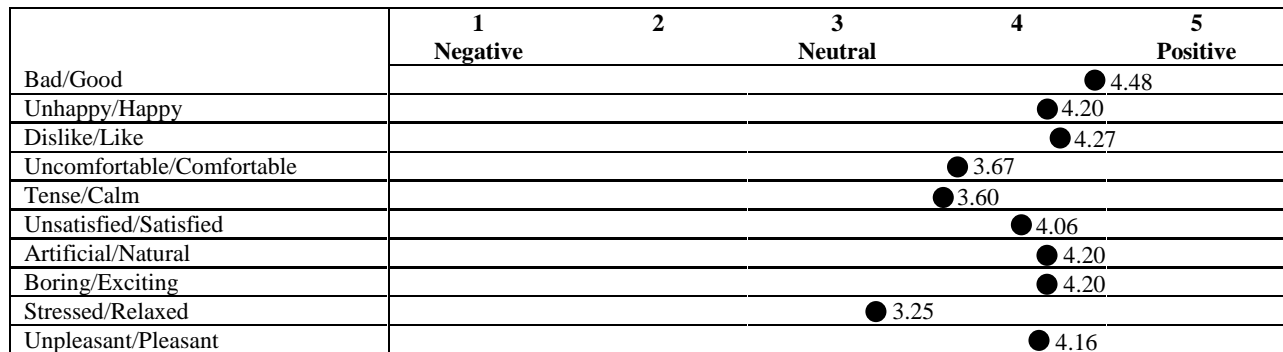 1 2 3 4 5
Negative Neutral Positive
Bad/Good 4.48
Unhappy/Happy 4.20
Dislike/Like 4.27
Uncomfortable/Comfortable 3.67
Tense/Calm 3.60
Unsatisfied/Satisfied 4.06
Artificial/Natural 4.20
Boring/Exciting 4.20
Stressed/Relaxed 3.25
Unpleasant/Pleasant 4.16